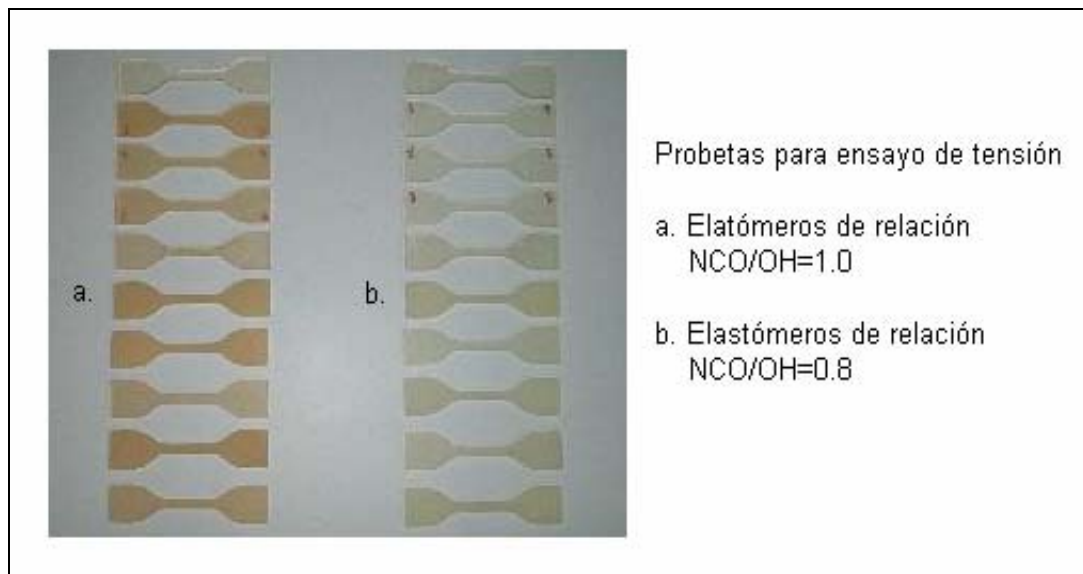 a.
b.
Probetas para ensayo de tensión
a. Elatómeros de relación
NCO/OH=1.0
b. Elastómeros de relación
NCO/OH=0.8